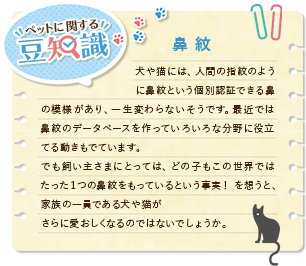 ペットに関する
豆知識
鼻紋
犬や猫には、人間の指紋のよう
に鼻紋という個別認証できる鼻
の模様があり、一生変わらないそうです。最近では
鼻紋のデータベースを作っていろいろな分野に役立
てる動きもでています。
でも飼い主さまにとっては、どの子もこの世界では
たった1つの鼻紋をもっているという事実！を想うと、
家族の一員である犬や猫が
さらに愛おしくなるのではないでしょうか。